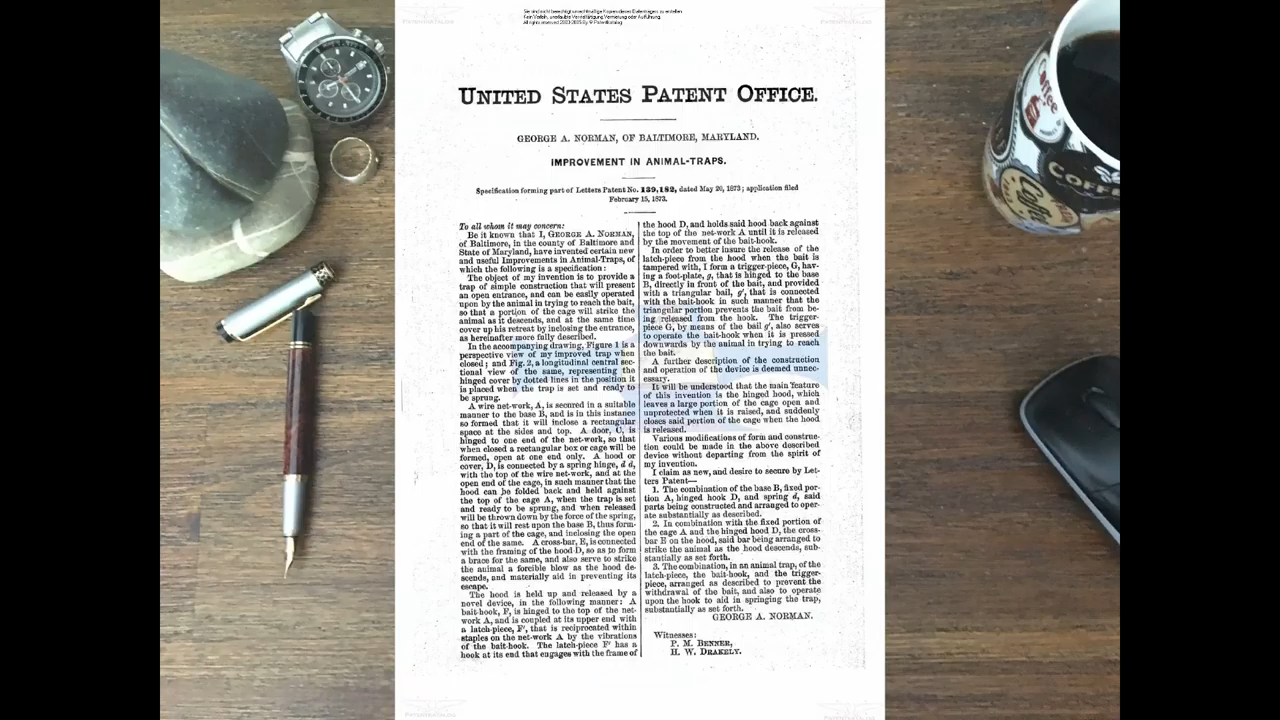 Sie sind nicht berechtigt unrechtmäßige Kopien dieses Datenträgers zu erstellen
Kein Verleih, unerlaubte Vervielfältigung, Vermietung oder Aufführung.
All rights reserved
UNITED STATES PATENT OFFICE.
GEORGE A. NORMAN, OF BALTIMORE, MARYLAND.
IMPROVEMENT IN ANIMAL-TRAPS.
Specification forming part of Letters Patent No. 139,182, dated May 20, 1873; application filed
February 15, 1873.
To all whom it may concern:
Be it known that I, GEORGE A. NORMAN,
of Baltimore, in the county of Baltimore and
State of Maryland, have invented certain new
and useful Improvements in Animal-Traps, of
which the following is a specification:
The object of my invention is to provide a
trap of simple construction that will present
an open entrance, and can be easily operated
upon by the animal in trying to reach the bait,
so that a portion of the cage will strike the
animal as it descends, and at the same time
cover up his retreat by inclosing the entrance,
as hereinafter more fully described.
In the accompanying drawing, Figure 1 is a
perspective view of my improved trap when
closed; and Fig. 2, a longitudinal central sec-
tional view of the same, representing the
hinged cover by dotted lines in the position it
is placed when the trap is set and ready to
be sprung.
A wire net-work, A, is secured in a suitable
manner to the base B, and is in this instance
so formed that it will inclose a rectangular
space at the sides and top. A door, C, is
hinged to one end of the net-work, so that
when closed a rectangular box or cage will be
formed, open at one end only. A hood or
cover, D, is connected by a spring hinge, d d,
with the top of the wire net-work, and at the
open end of the cage, in such manner that the
hood can be folded back and held against
the top of the cage A, when the trap is set
and ready to be sprung, and when released
will be thrown down by the force of the spring,
so that it will rest upon the base B, thus form-
ing a part of the cage, and inclosing the open
end of the same. A cross-bar, E, is connected
with the framing of the hood D, so as to form
a brace for the same, and also serve to strike
the animal a forcible blow as the hood de-
scends, and materially aid in preventing its
escape.
The hood is held up and released by a
novel device, in the following manner: A
bait-hook, F, is hinged to the top of the net-
work A, and is coupled at its upper end with
a latch-piece, F', that is reciprocated within
staples on the net-work A by the vibrations
of the bait-hook. The latch-piece F' has a
hook at its end that engages with the frame of
the hood D, and holds said hood back against
the top of the net-work A until it is released
by the movement of the bait-hook.
In order to better insure the release of the
latch-piece from the hood when the bait is
tampered with, I form a trigger-piece, G, hav-
ing a foot-plate, g, that is hinged to the base
B, directly in front of the bait, and provided
with a triangular bail, g', that is connected
with the bait-hook in such manner that the
triangular portion prevents the bait from be-
ing released from the hook. The trigger-
piece G, by means of the bail g', also serves
to operate the bait-hook when it is pressed
downwards by the animal in trying to reach
the bait.
A further description of the construction
and operation of the device is deemed unnec-
essary.
It will be understood that the main feature
of this invention is the hinged hood, which
leaves a large portion of the cage open and
unprotected when it is raised, and suddenly
closes said portion of the cage when the hood
is released.
Various modifications of form and construc-
tion could be made in the above described
device without departing from the spirit of
my invention.
I claim as new, and desire to secure by Let-
ters Patent—
1. The combination of the base B, fixed por-
tion A, hinged hook D, and spring d, said
parts being constructed and arranged to oper-
ate substantially as described.
2. In combination with the fixed portion of
the cage A and the hinged hood D, the cross-
bar E on the hood, said bar being arranged to
strike the animal as the hood descends, sub-
stantially as set forth.
3. The combination, in an animal trap, of the
latch-piece, the bait-hook, and the trigger-
piece, arranged as described to prevent the
withdrawal of the bait, and also to operate
upon the hook to aid in springing the trap,
substantially as set forth.
GEORGE A. NORMAN.
Witnesses:
P. M. BENNER,
H. W. DRAKELY.
Coffee